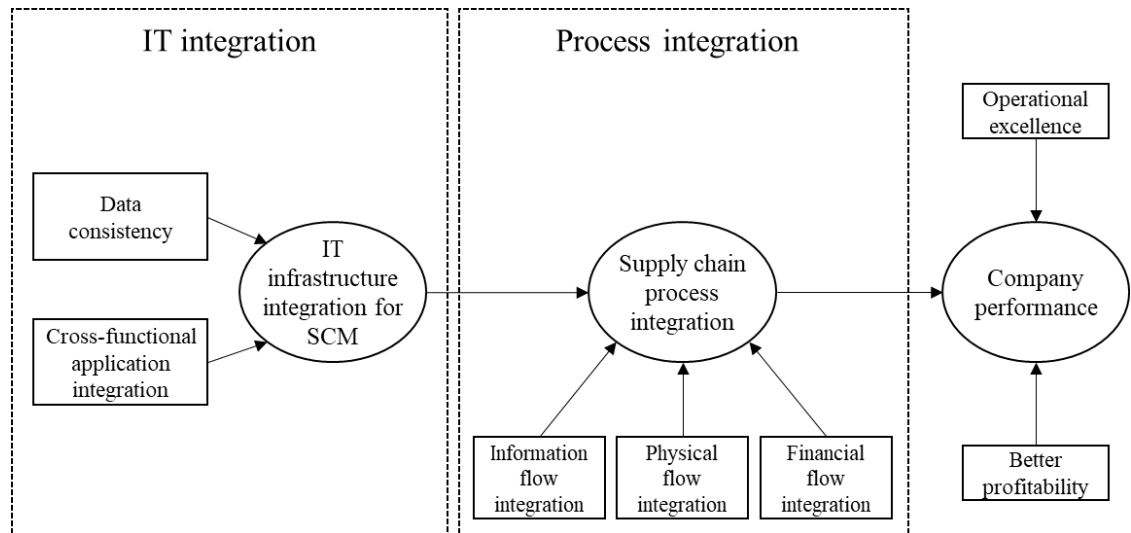 IT integration
Process integration
Operational
excellence
Data
consistency
IT
infrastructure
integration for
SCM
Supply chain
process
integration
Company
performance
Cross-functional
application
integration
Information
flow
integration
Physical
flow
integration
Financial
flow
integration
Better
profitability